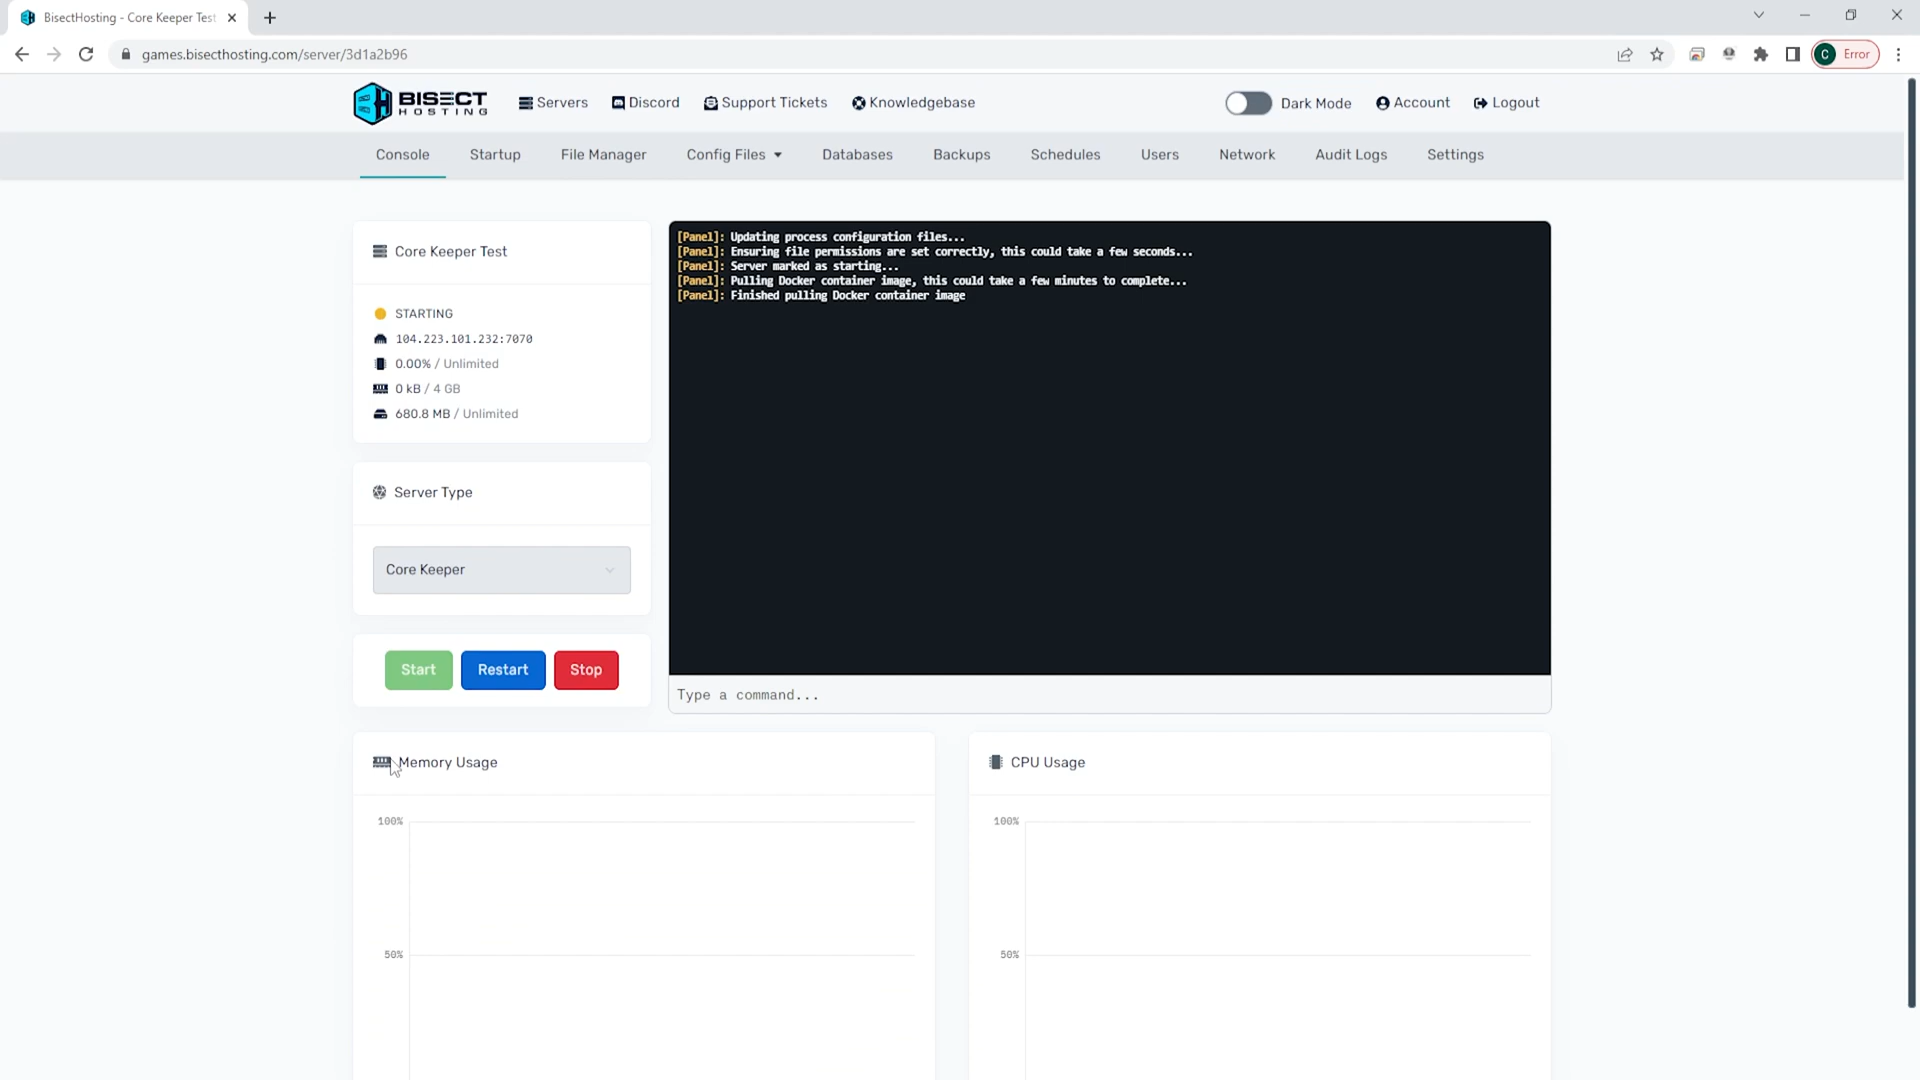 BisectHosting - Core Keeper Test
games.bisecthosting.com/server/3d1a2b96
C Error
BISECT
HOSTING
Servers Discord Support Tickets Knowledgebase Dark Mode Account Logout
Console Startup File Manager Config Files Databases Backups Schedules Users Network Audit Logs Settings
Core Keeper Test
STARTING
104.223.101.232:7070
0.00% / Unlimited
0 kB / 4 GB
680.8 MB / Unlimited
Server Type
Core Keeper
Start Restart Stop
[Panel]: Updating process configuration files...
[Panel]: Ensuring file permissions are set correctly, this could take a few seconds...
[Panel]: Server marked as starting...
[Panel]: Pulling Docker container image, this could take a few minutes to complete...
[Panel]: Finished pulling Docker container image
Type a command...
Memory Usage
100%
50%
CPU Usage
100%
50%